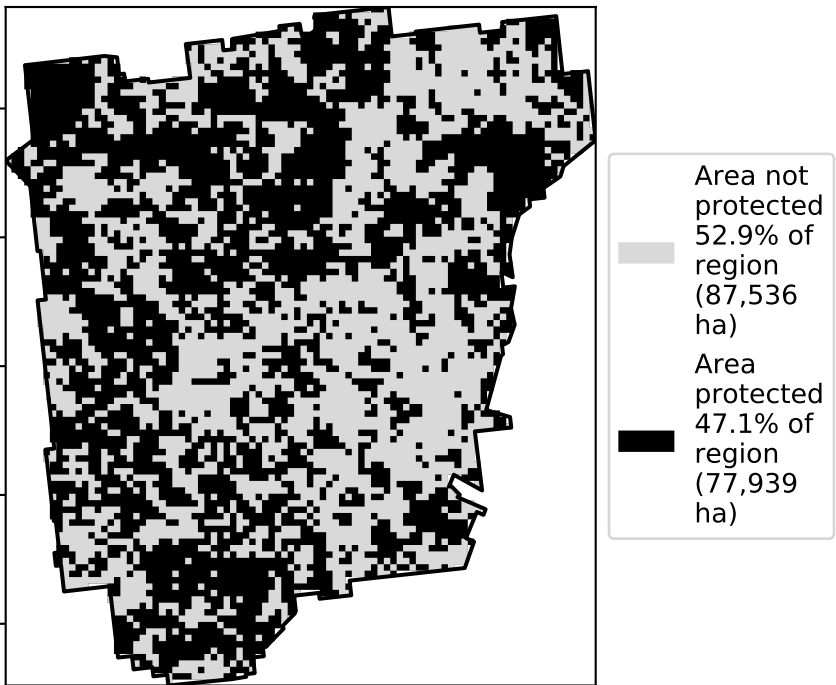 Area not
protected
52.9% of
region
(87,536
ha)
Area
protected
47.1% of
region
(77,939
ha)